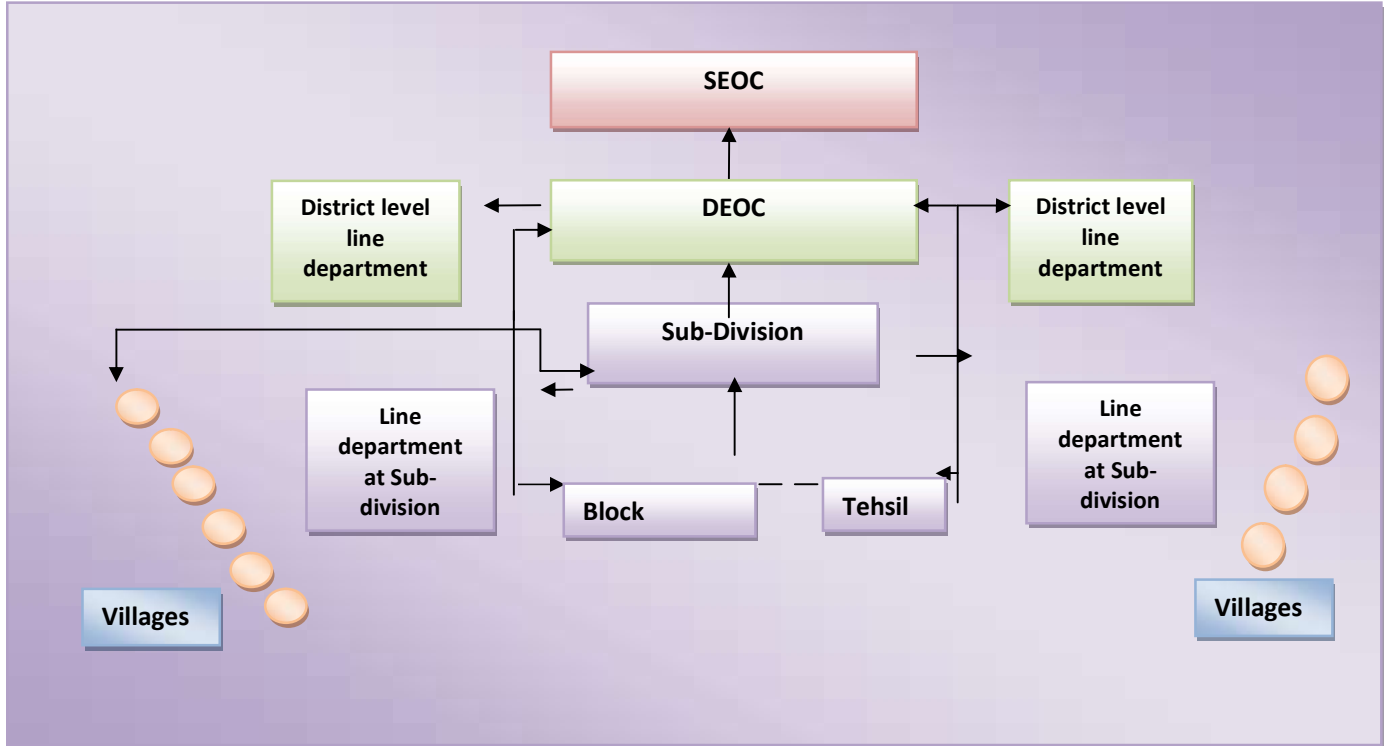 SEOC
District level
line
department
DEOC
District level
line
department
Sub-Division
Line
department
at Sub-
division
Line
department
at Sub-
division
Block
Tehsil
Villages
Villages